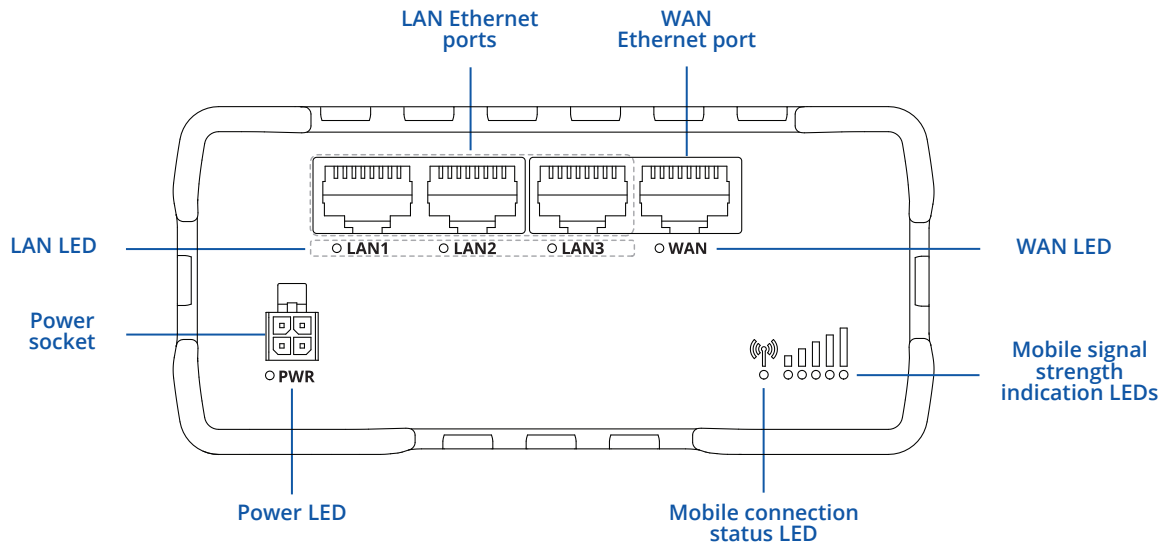 LAN Ethernet
ports
WAN
Ethernet port
LAN LED
LAN1
LAN2
LAN3
WAN
WAN LED
Power
socket
PWR
Mobile signal
strength
indication LEDs
Power LED
Mobile connection
status LED